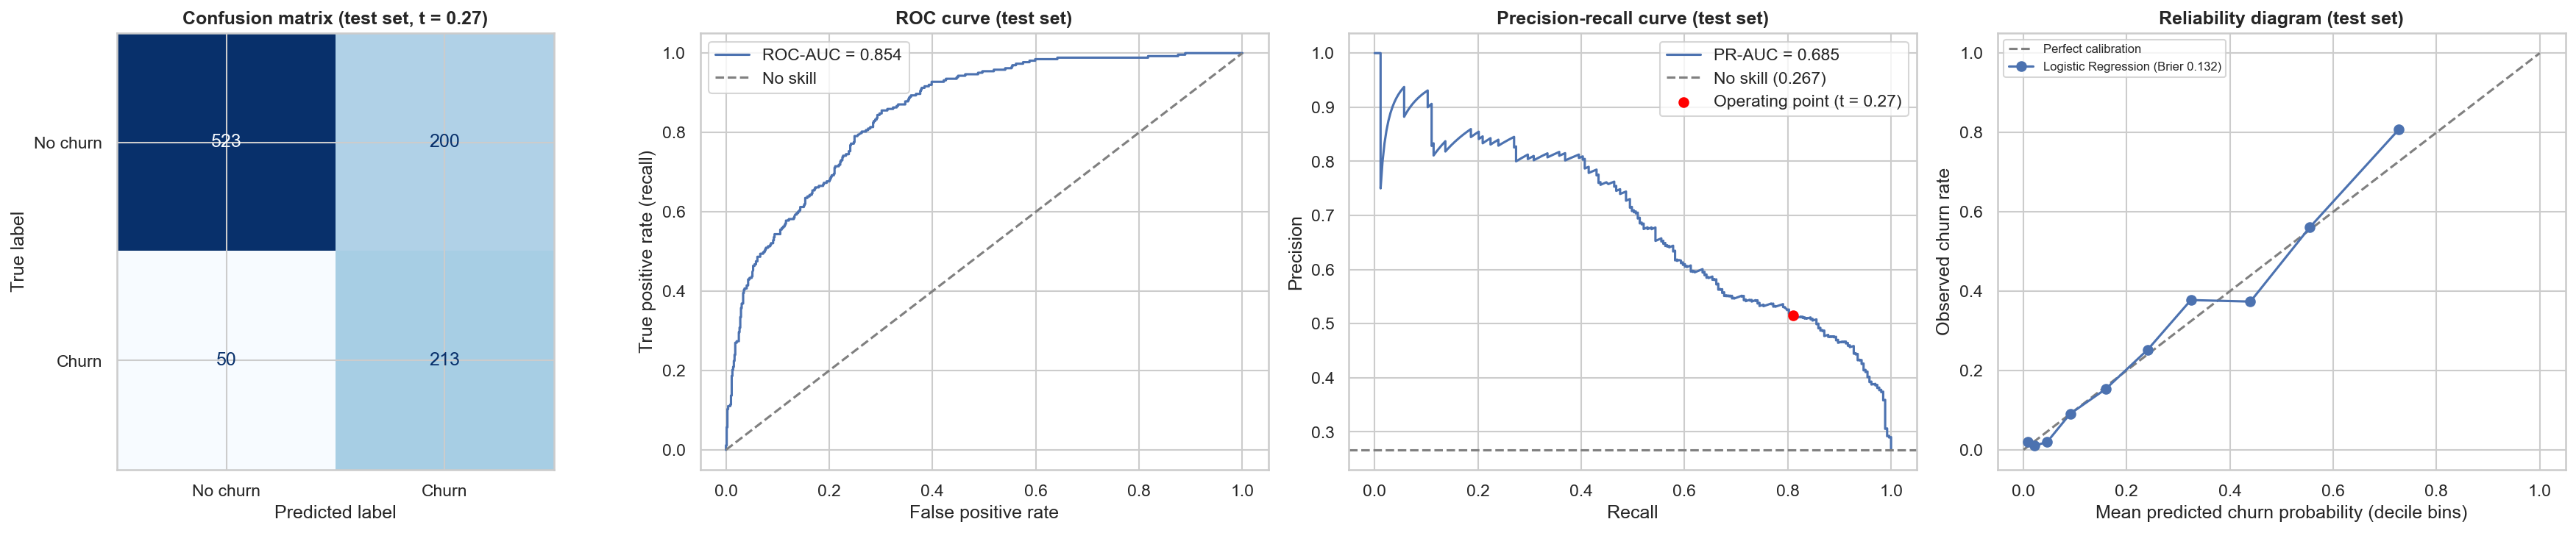 Confusion matrix (test set, t = 0.27)
No churn
Churn
523
200
50
213
No churn
Churn
Predicted label
True label
ROC curve (test set)
ROC-AUC = 0.854
No skill
1.0
0.8
0.6
0.4
0.2
0.0
0.0
0.2
0.4
0.6
0.8
1.0
False positive rate
True positive rate (recall)
Precision-recall curve (test set)
PR-AUC = 0.685
No skill (0.267)
Operating point (t = 0.27)
1.0
0.9
0.8
0.7
0.6
0.5
0.4
0.3
0.0
0.2
0.4
0.6
0.8
1.0
Recall
Precision
Reliability diagram (test set)
Perfect calibration
Logistic Regression (Brier 0.132)
1.0
0.8
0.6
0.4
0.2
0.0
0.0
0.2
0.4
0.6
0.8
1.0
Mean predicted churn probability (decile bins)
Observed churn rate